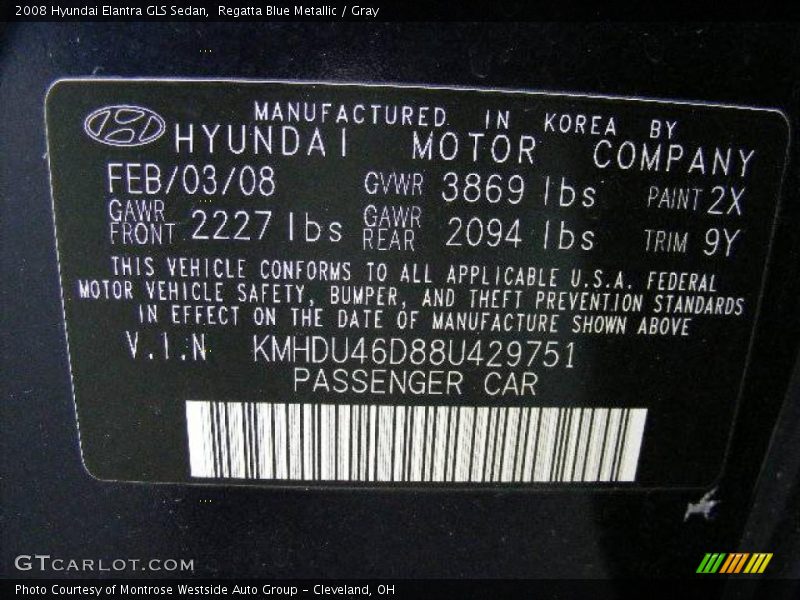 2008 Hyundai Elantra GLS Sedan,  Regatta Blue Metallic / Gray
MANUFACTURED IN KOREA BY
HYUNDAI MOTOR COMPANY
FEB/03/08 GVWR 3869 lbs PAINT 2X
GAWR FRONT 2227 lbs GAWR REAR 2094 lbs TRIM 9Y
THIS VEHICLE CONFORMS TO ALL APPLICABLE U.S.A. FEDERAL
MOTOR VEHICLE SAFETY, BUMPER, AND THEFT PREVENTION STANDARDS
IN EFFECT ON THE DATE OF MANUFACTURE SHOWN ABOVE
V.I.N KMHDU46D88U429751
PASSENGER CAR
GTCARLOT.COM
Photo Courtesy of Montrose Westside Auto Group - Cleveland, OH